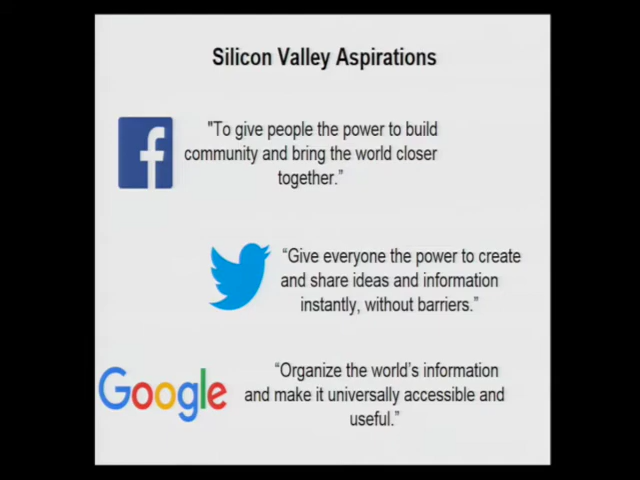 Silicon Valley Aspirations
"To give people the power to build
community and bring the world closer
together.”
“Give everyone the power to create
and share ideas and information
instantly, without barriers.”
Google
“Organize the world’s information
and make it universally accessible and
useful.”